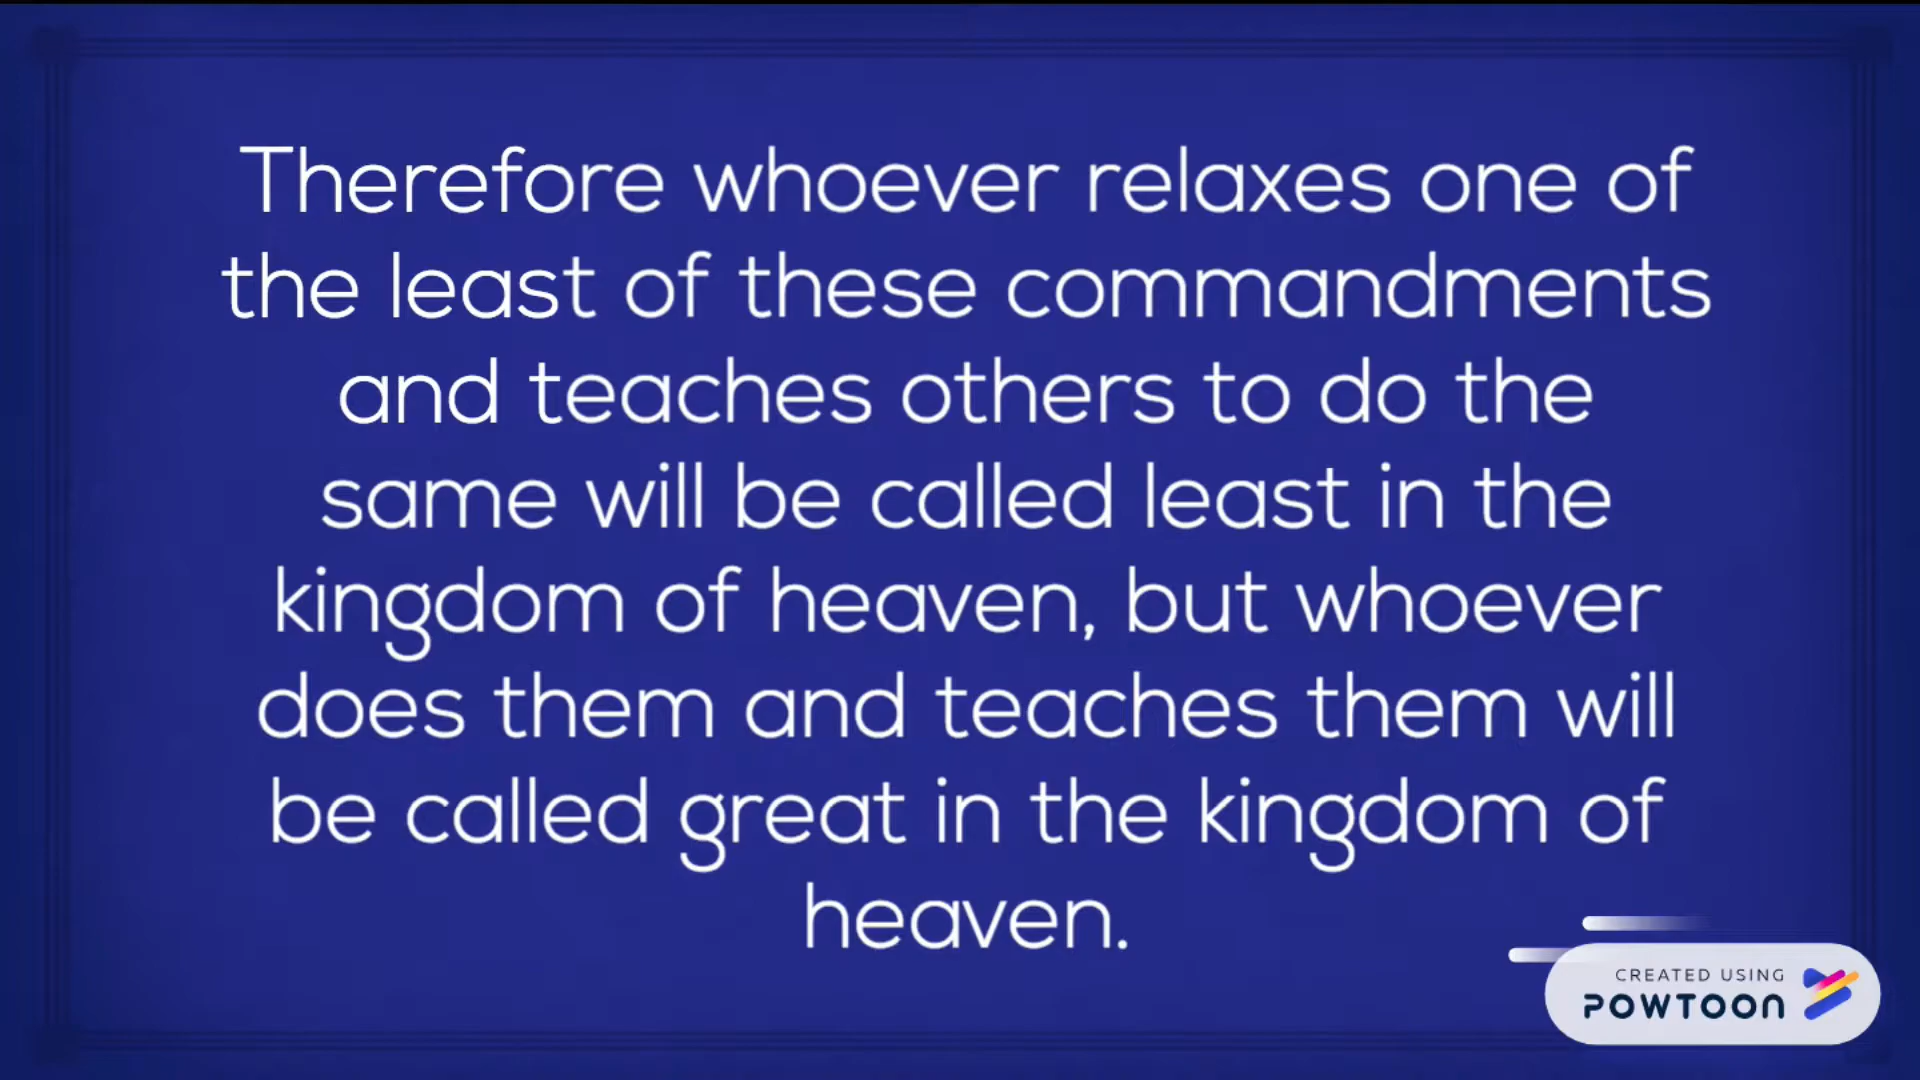 Therefore whoever relaxes one of
the least of these commandments
and teaches others to do the
same will be called least in the
kingdom of heaven, but whoever
does them and teaches them will
be called great in the kingdom of
heaven.
CREATED USING
POWTOON